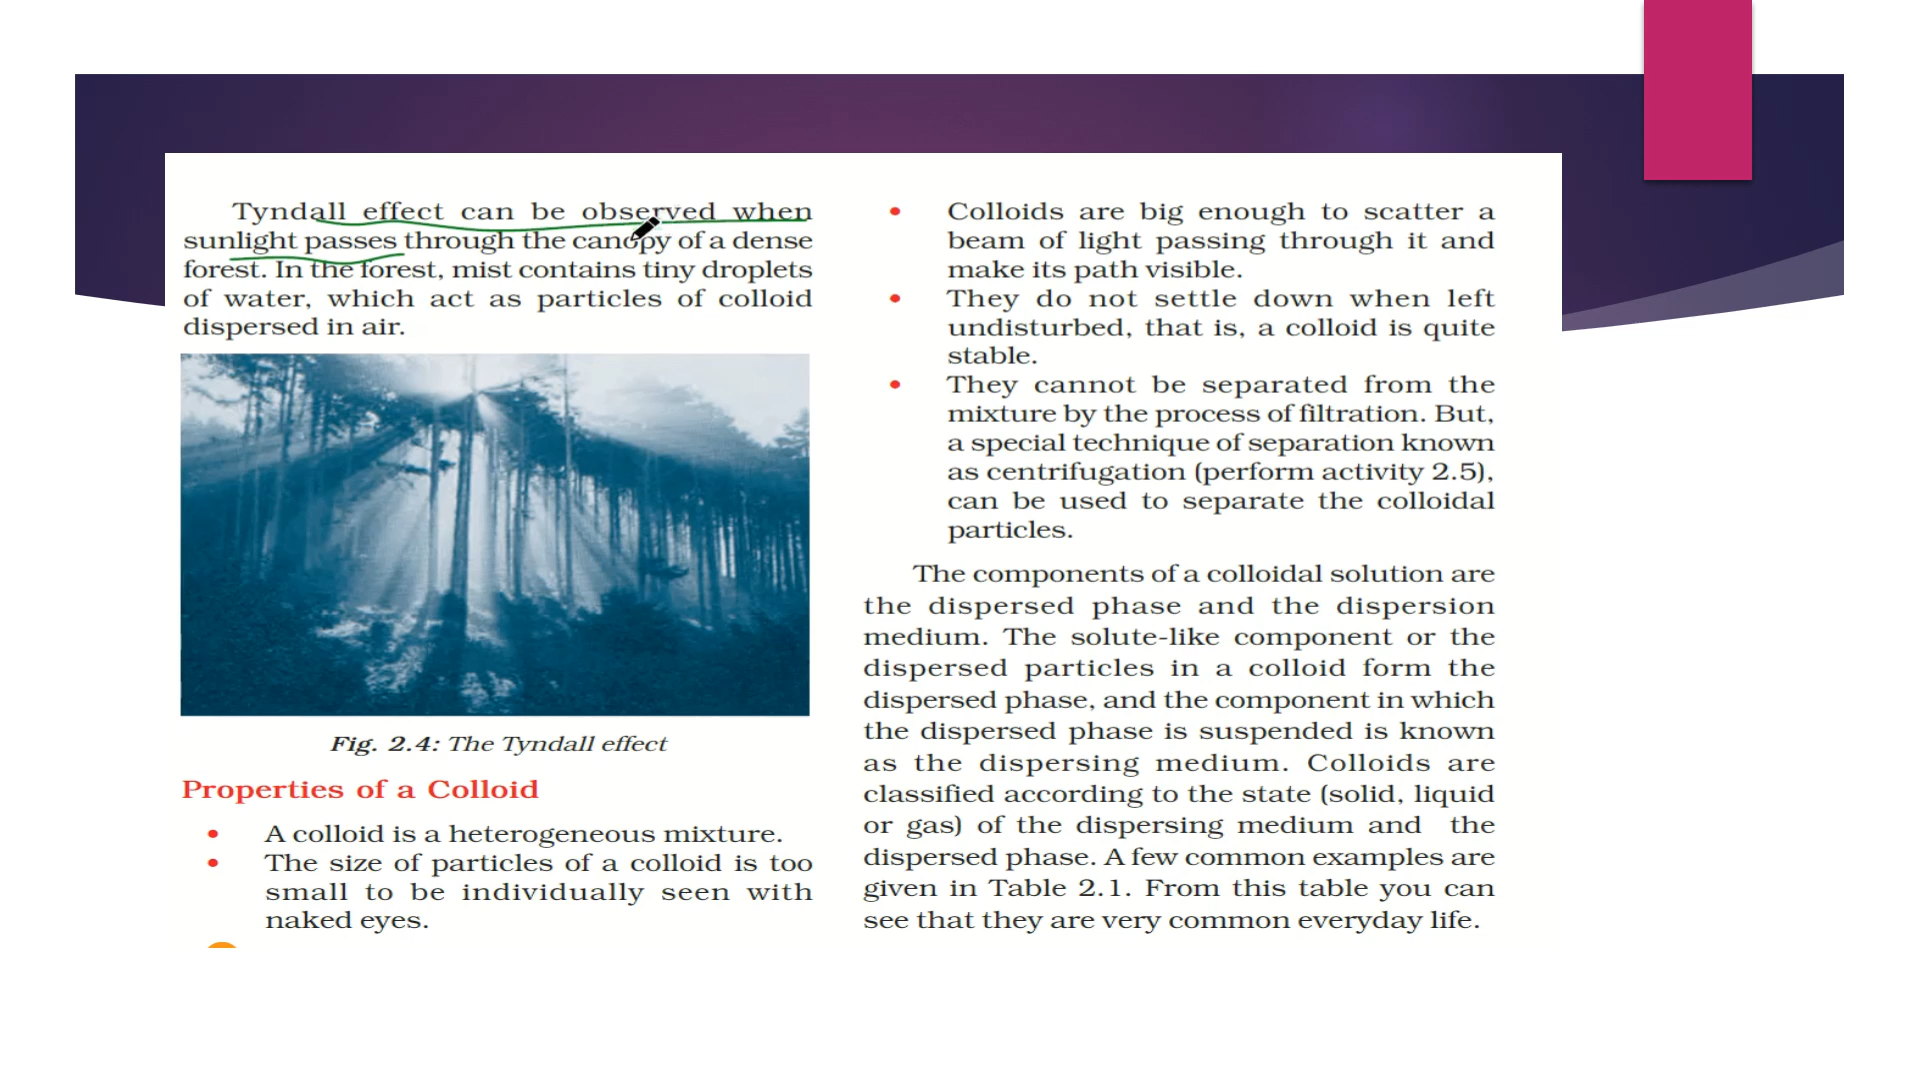 Tyndall effect can be observed when
sunlight passes through the canopy of a dense
forest. In the forest, mist contains tiny droplets
of water, which act as particles of colloid
dispersed in air.
Fig. 2.4: The Tyndall effect
Properties of a Colloid
• A colloid is a heterogeneous mixture.
• The size of particles of a colloid is too
small to be individually seen with
naked eyes.
• Colloids are big enough to scatter a
beam of light passing through it and
make its path visible.
• They do not settle down when left
undisturbed, that is, a colloid is quite
stable.
• They cannot be separated from the
mixture by the process of filtration. But,
a special technique of separation known
as centrifugation (perform activity 2.5),
can be used to separate the colloidal
particles.
The components of a colloidal solution are
the dispersed phase and the dispersion
medium. The solute-like component or the
dispersed particles in a colloid form the
dispersed phase, and the component in which
the dispersed phase is suspended is known
as the dispersing medium. Colloids are
classified according to the state (solid, liquid
or gas) of the dispersing medium and the
dispersed phase. A few common examples are
given in Table 2.1. From this table you can
see that they are very common everyday life.